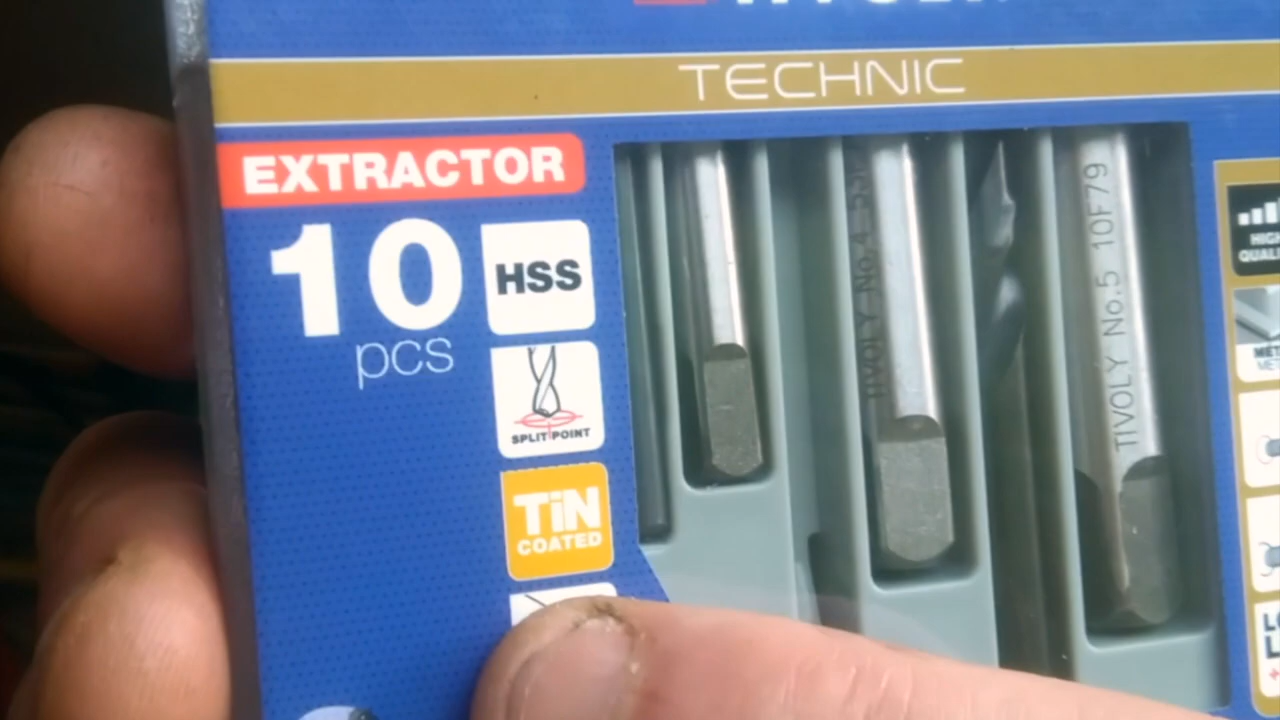 TECHNIC
EXTRACTOR
10
pcs
HSS
SPLIT POINT
TiN
COATED
TIVOLY No.4
TIVOLY No.5 10F79